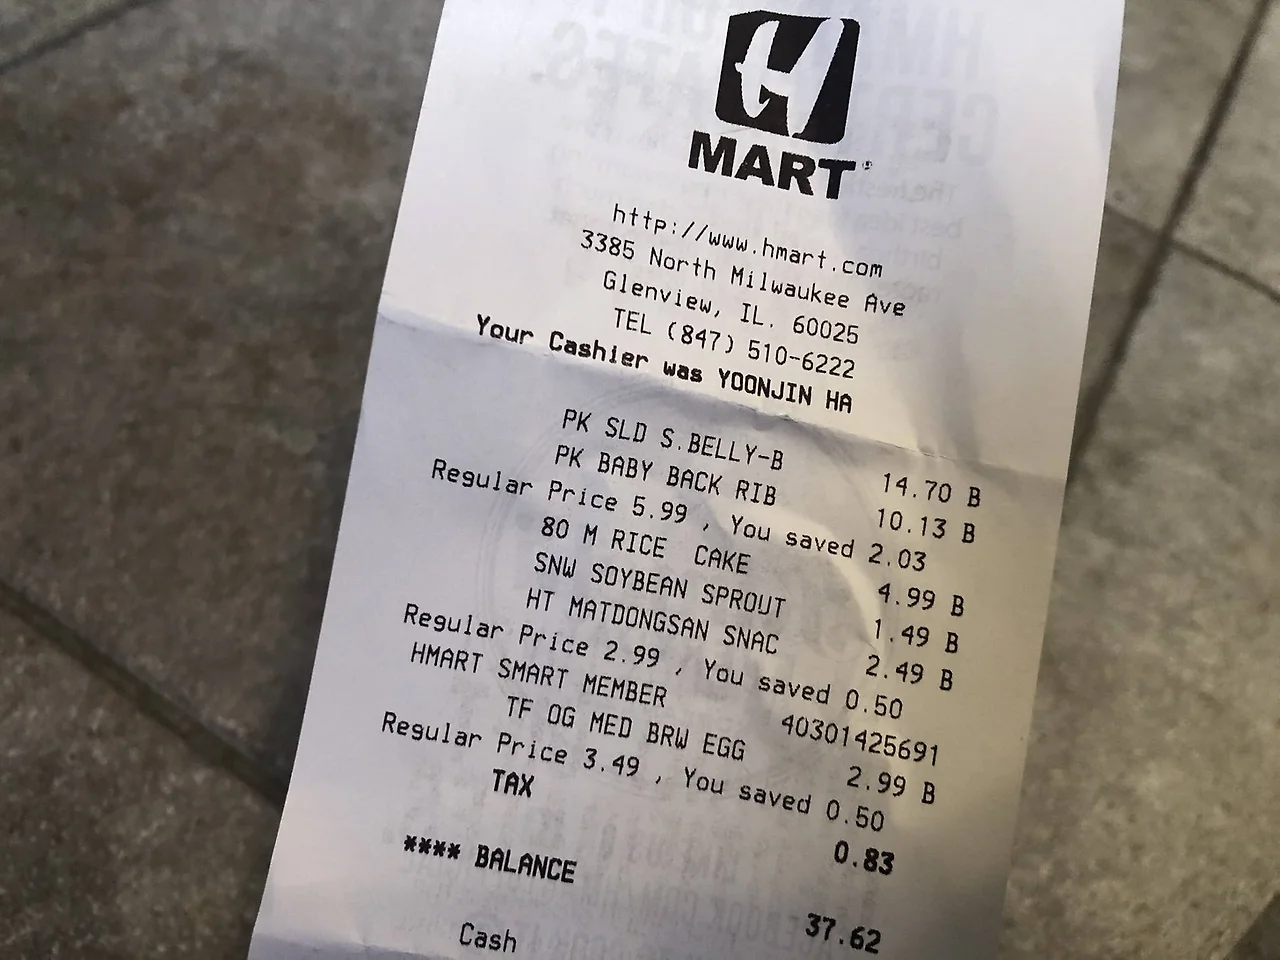 H
MART
http://www.hmart.com
3385 North Milwaukee Ave
Glenview, IL. 60025
TEL (847) 510-6222
Your Cashier was YOONJIN HA
PK SLD S.BELLY-B 14.70 B
PK BABY BACK RIB 10.13 B
Regular Price 5.99 , You saved 2.03
80 M RICE CAKE 4.99 B
SNW SOYBEAN SPROUT 1.49 B
HT MATDONGSAN SNAC 2.49 B
Regular Price 2.99 , You saved 0.50
HMART SMART MEMBER 40301425691
TF OG MED BRW EGG 2.99 B
Regular Price 3.49 , You saved 0.50
TAX 0.83
**** BALANCE 37.62
Cash